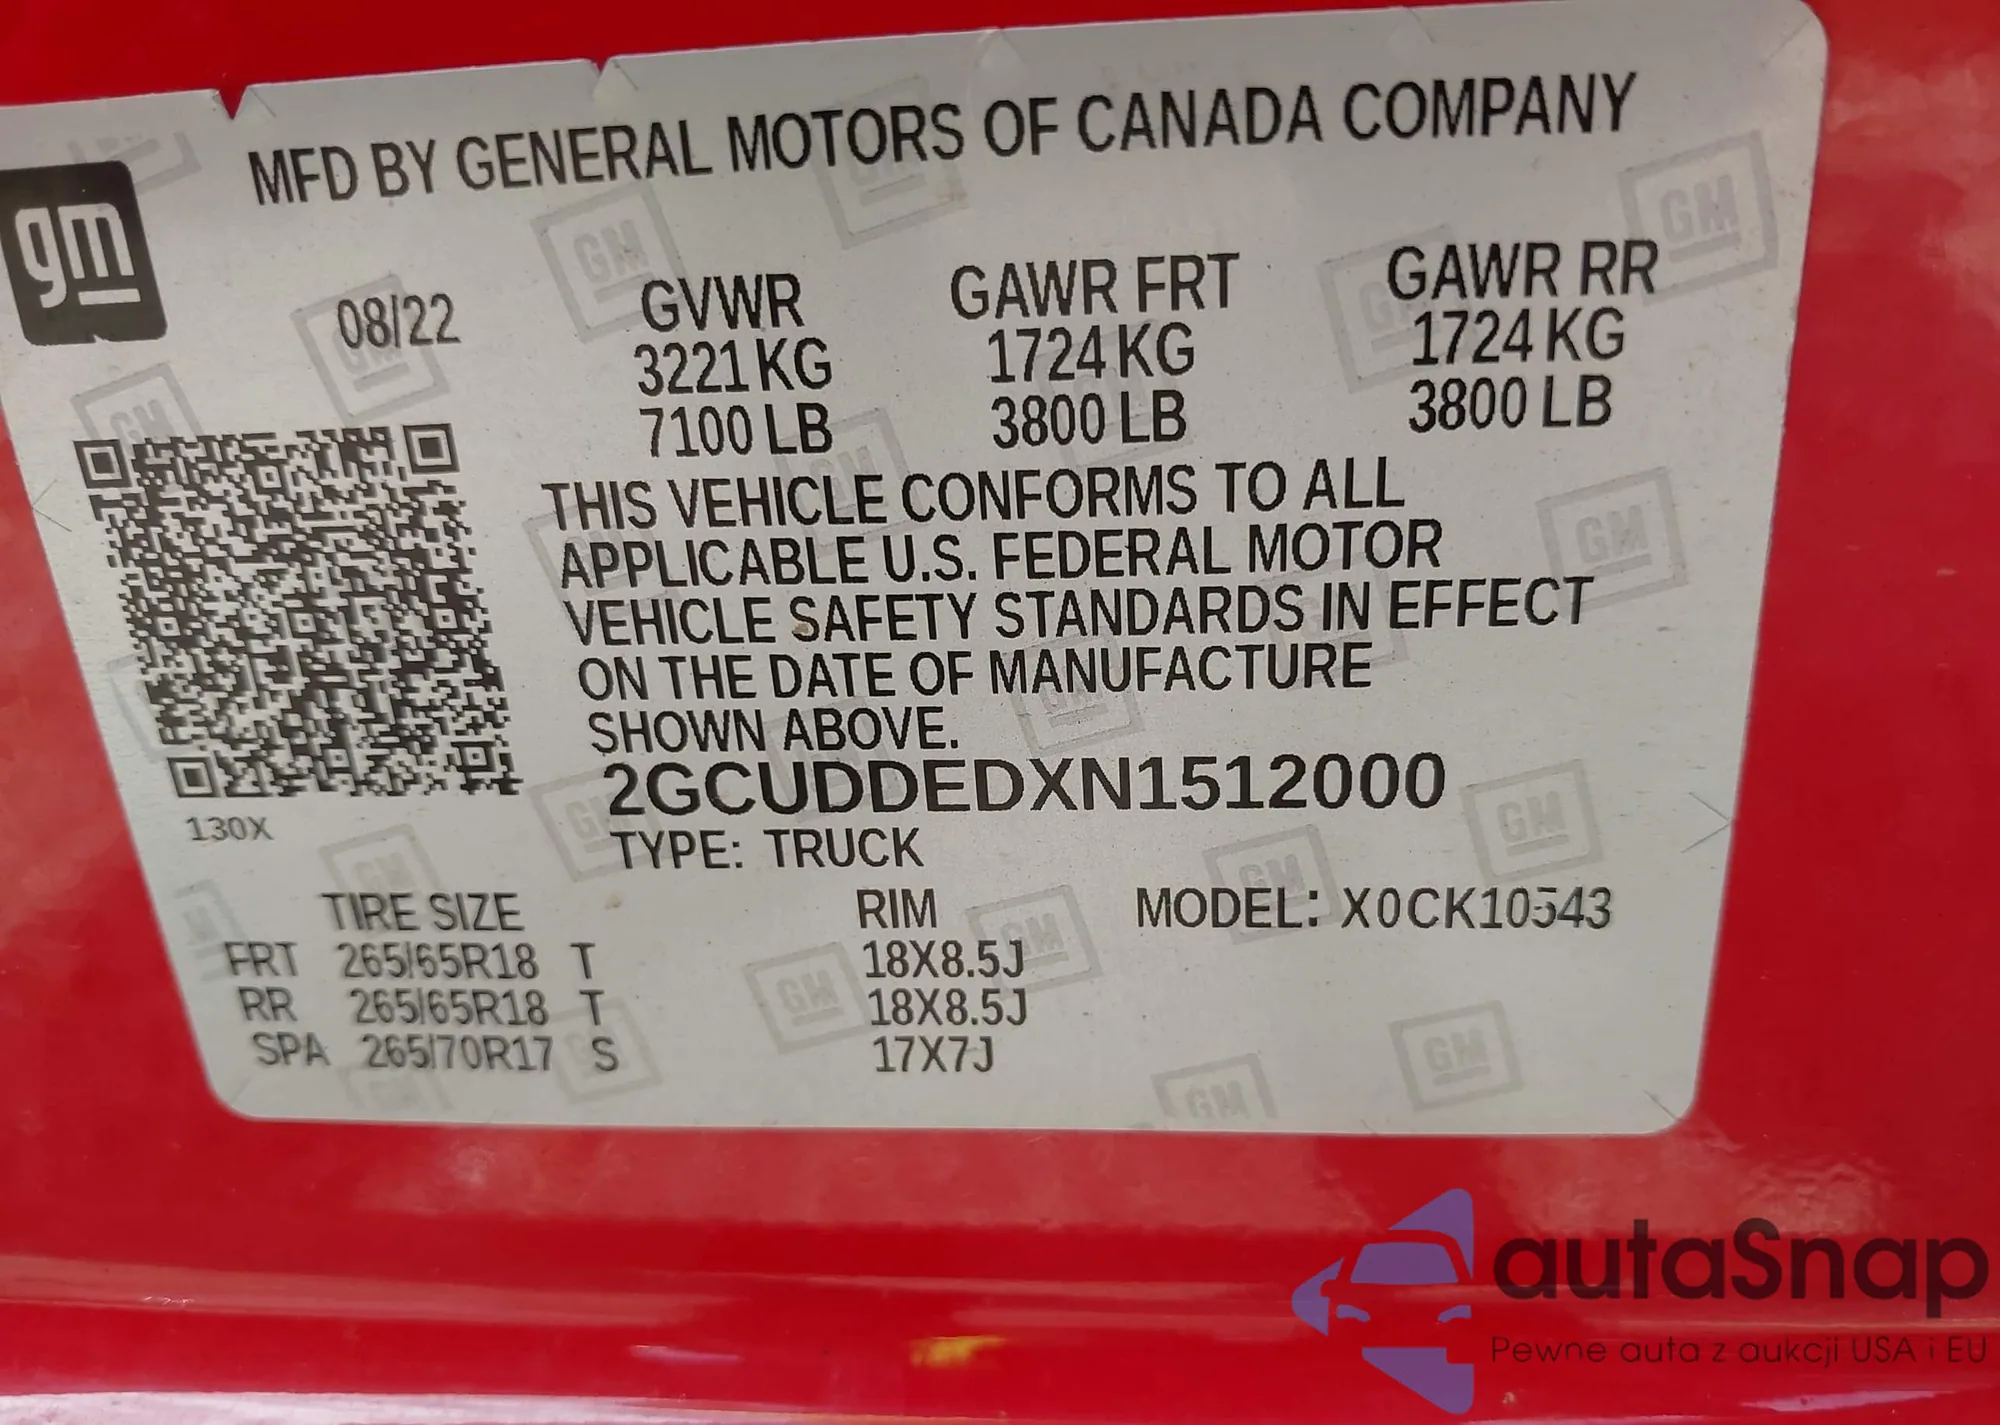 MFD BY GENERAL MOTORS OF CANADA COMPANY
gm
08/22 GVWR GAWR FRT GAWR RR
3221 KG 1724 KG 1724 KG
7100 LB 3800 LB 3800 LB
THIS VEHICLE CONFORMS TO ALL
APPLICABLE U.S. FEDERAL MOTOR
VEHICLE SAFETY STANDARDS IN EFFECT
ON THE DATE OF MANUFACTURE
SHOWN ABOVE.
2GCUDDEDXN1512000
130X
TYPE: TRUCK
TIRE SIZE RIM MODEL: X0CK10543
FRT 265/65R18 T 18X8.5J
RR 265/65R18 T 18X8.5J
SPA 265/70R17 S 17X7J
autaSnap
Pewne auta z aukcji USA i EU